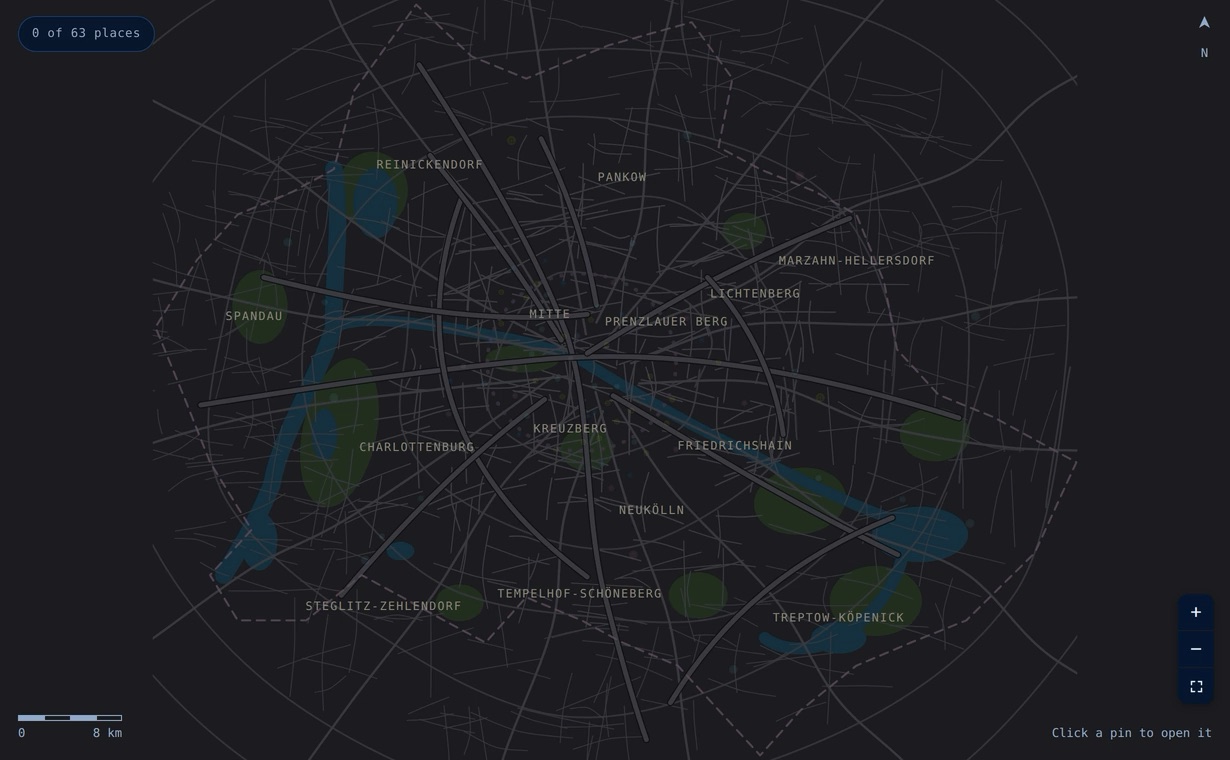 0 of 63 places
N
REINICKENDORF
PANKOW
MARZAHN-HELLERSDORF
LICHTENBERG
SPANDAU
MITTE
PRENZLAUER BERG
KREUZBERG
CHARLOTTENBURG
FRIEDRICHSHAIN
NEUKÖLLN
TEMPELHOF-SCHÖNEBERG
STEGLITZ-ZEHLENDORF
TREPTOW-KÖPENICK
+
−
0 8 km
Click a pin to open it